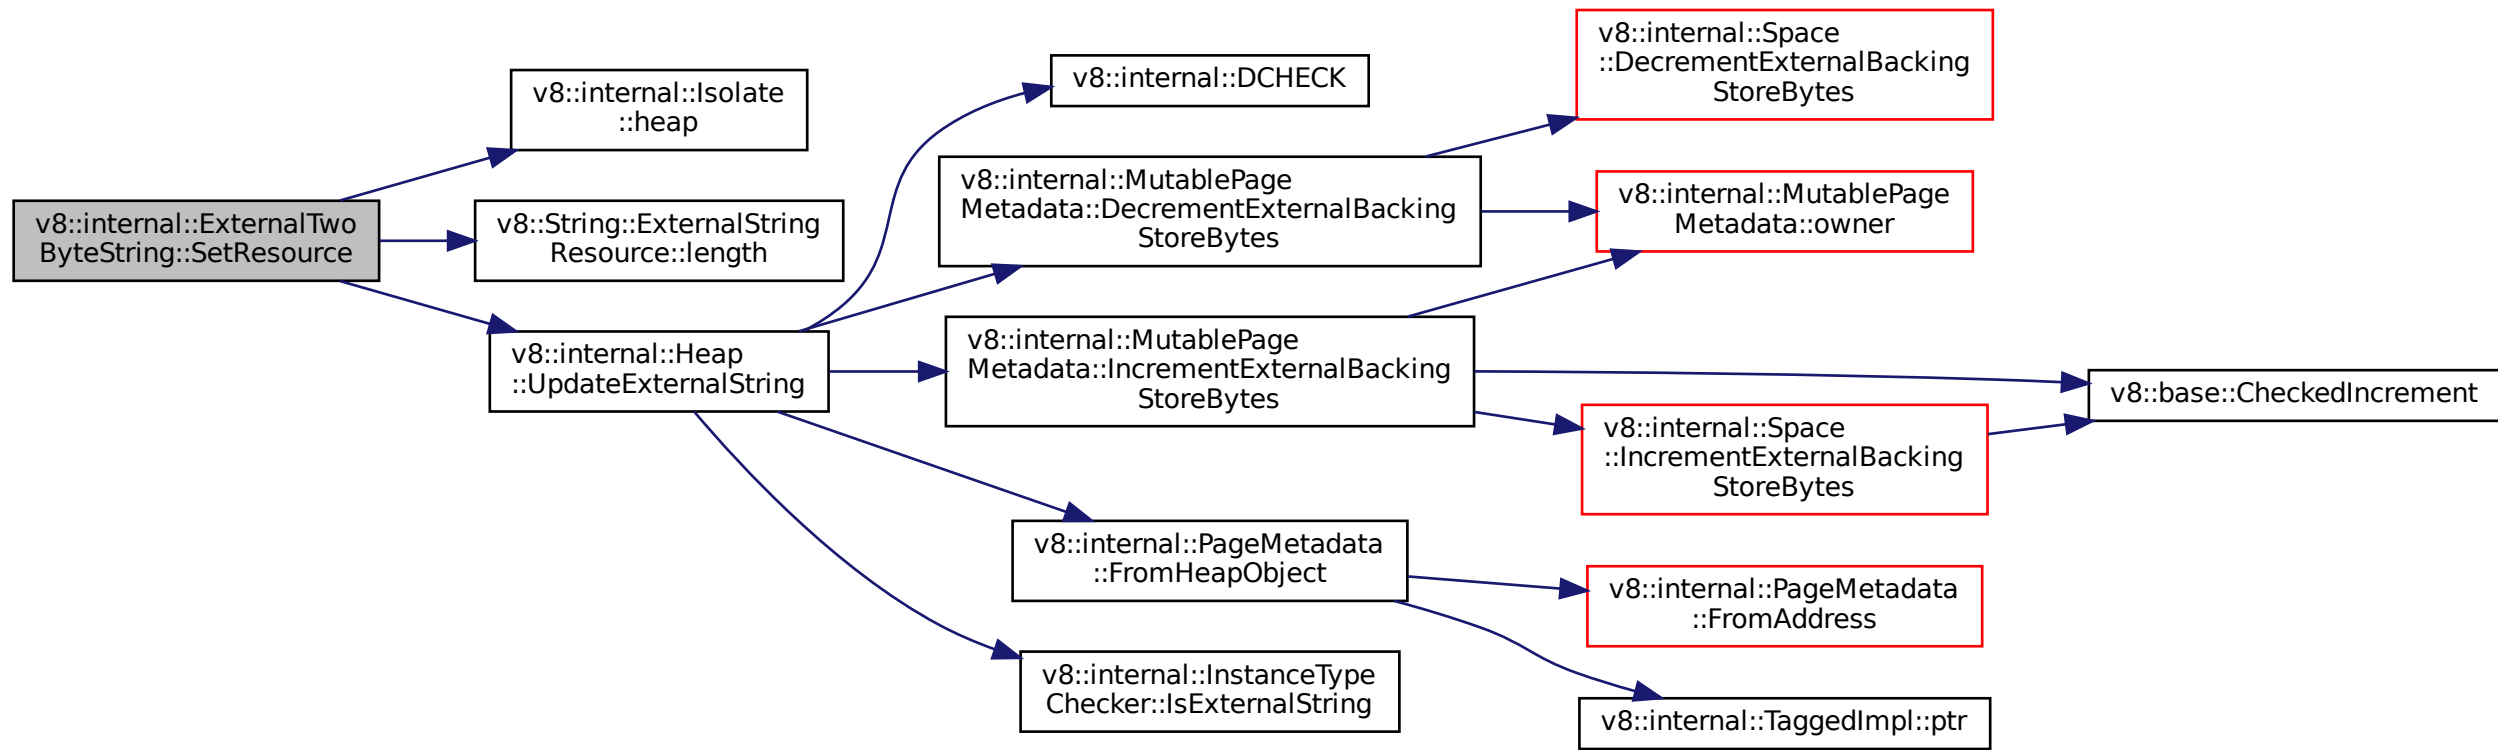 v8::internal::ExternalTwo
ByteString::SetResource
v8::internal::Isolate
::heap
v8::String::ExternalString
Resource::length
v8::internal::Heap
::UpdateExternalString
v8::internal::DCHECK
v8::internal::MutablePage
Metadata::DecrementExternalBacking
StoreBytes
v8::internal::MutablePage
Metadata::IncrementExternalBacking
StoreBytes
v8::internal::PageMetadata
::FromHeapObject
v8::internal::InstanceType
Checker::IsExternalString
v8::internal::Space
::DecrementExternalBacking
StoreBytes
v8::internal::MutablePage
Metadata::owner
v8::internal::Space
::IncrementExternalBacking
StoreBytes
v8::internal::PageMetadata
::FromAddress
v8::internal::TaggedImpl::ptr
v8::base::CheckedIncrement